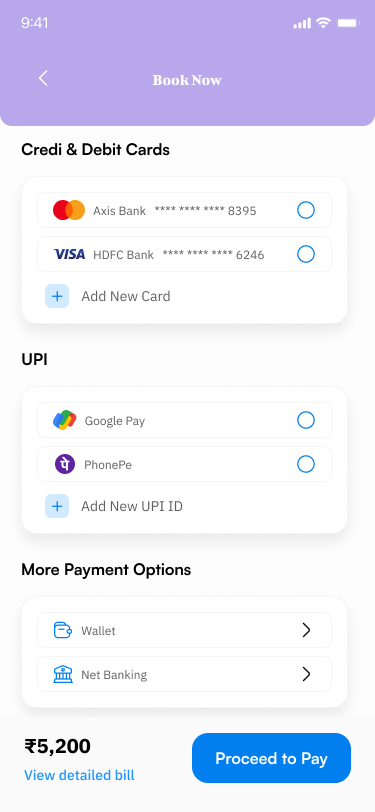 9:41
Book Now
Credi & Debit Cards
Axis Bank **** **** **** 8395
VISA HDFC Bank **** **** **** 6246
+ Add New Card
UPI
Google Pay
पे PhonePe
+ Add New UPI ID
More Payment Options
Wallet
Net Banking
₹5,200
View detailed bill
Proceed to Pay